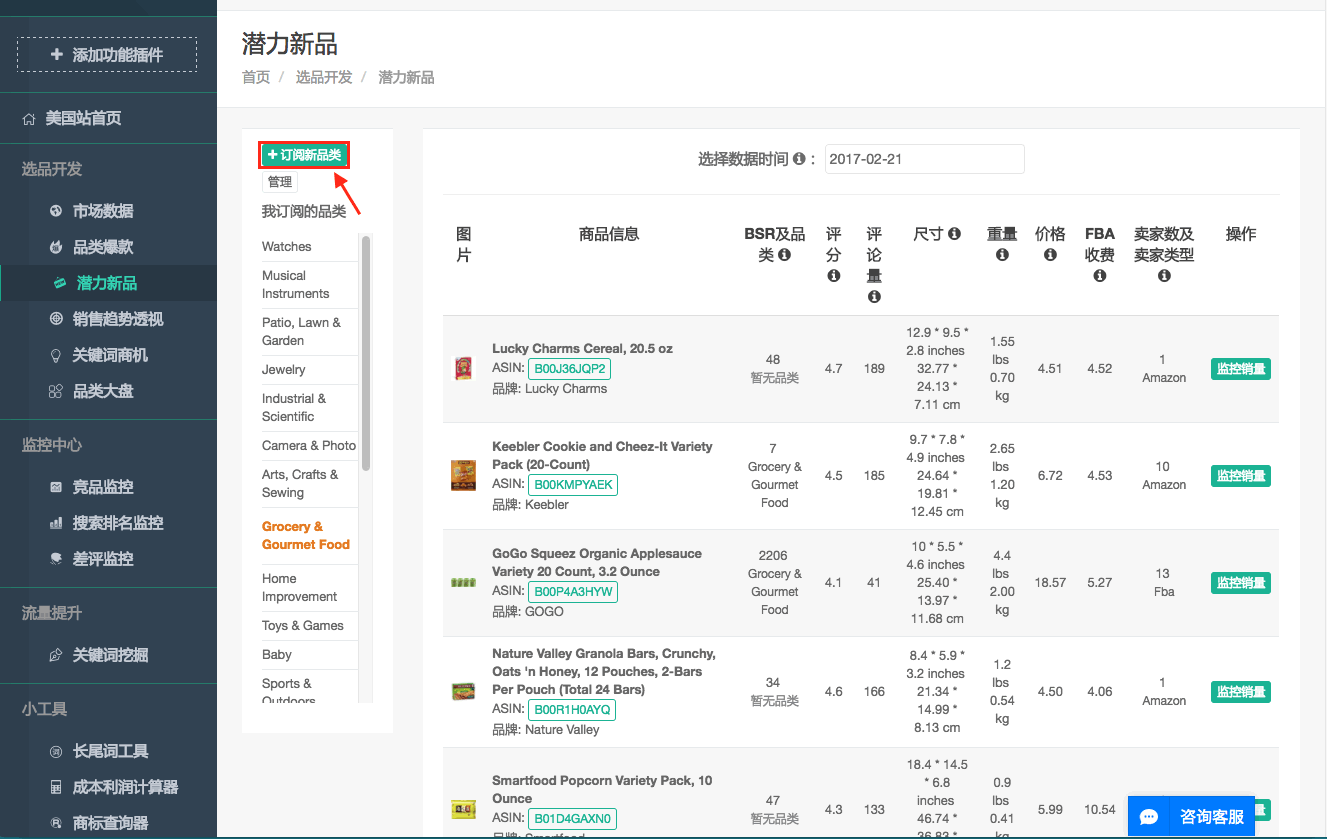 添加功能插件
美国站首页
选品开发
市场数据
品类爆款
潜力新品
销售趋势透视
关键词商机
品类大盘
监控中心
竞品监控
搜索排名监控
差评监控
流量提升
关键词挖掘
小工具
长尾词工具
成本利润计算器
商标查询器
潜力新品
首页 / 选品开发 / 潜力新品
+ 订阅新品类
管理
我订阅的品类
Watches
Musical
Instruments
Patio, Lawn &
Garden
Jewelry
Industrial &
Scientific
Camera & Photo
Arts, Crafts &
Sewing
Grocery &
Gourmet Food
Home
Improvement
Toys & Games
Baby
Sports &
Outdoors
选择数据时间 : 2017-02-21
图片
商品信息
BSR及品类
评分
评论量
尺寸
重量
价格
FBA收费
卖家数及卖家类型
操作
Lucky Charms Cereal, 20.5 oz
ASIN: B00J36JQP2
品牌: Lucky Charms
48
暂无品类
4.7
189
12.9 * 9.5 *
2.8 inches
32.77 *
24.13 *
7.11 cm
1.55
lbs
0.70
kg
4.51
4.52
1
Amazon
监控销量
Keebler Cookie and Cheez-It Variety
Pack (20-Count)
ASIN: B00KMPYAEK
品牌: Keebler
7
Grocery &
Gourmet
Food
4.5
185
9.7 * 7.8 *
4.9 inches
24.64 *
19.81 *
12.45 cm
2.65
lbs
1.20
kg
6.72
4.53
10
Amazon
监控销量
GoGo Squeez Organic Applesauce
Variety 20 Count, 3.2 Ounce
ASIN: B00P4A3HYW
品牌: GOGO
2206
Grocery &
Gourmet
Food
4.1
41
10 * 5.5 *
4.6 inches
25.40 *
13.97 *
11.68 cm
4.4
lbs
2.00
kg
18.57
5.27
13
Fba
监控销量
Nature Valley Granola Bars, Crunchy,
Oats 'n Honey, 12 Pouches, 2-Bars
Per Pouch (Total 24 Bars)
ASIN: B00R1H0AYQ
品牌: Nature Valley
34
暂无品类
4.6
166
8.4 * 5.9 *
3.2 inches
21.34 *
14.99 *
8.13 cm
1.2
lbs
0.54
kg
4.50
4.06
1
Amazon
监控销量
Smartfood Popcorn Variety Pack, 10
Ounce
ASIN: B01D4GAXN0
品牌: Smartfood
47
暂无品类
4.3
133
18.4 * 14.5
* 6.8
inches
46.74 *
36.83 *
0.9
lbs
0.41
kg
5.99
10.54
量
咨询客服